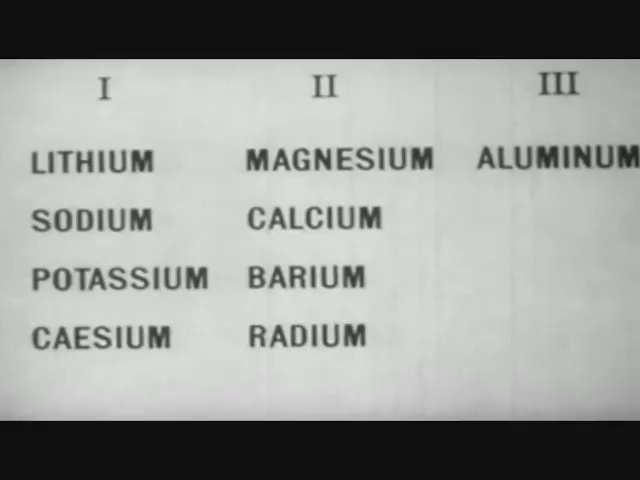 I II III
LITHIUM MAGNESIUM ALUMINUM
SODIUM CALCIUM
POTASSIUM BARIUM
CAESIUM RADIUM